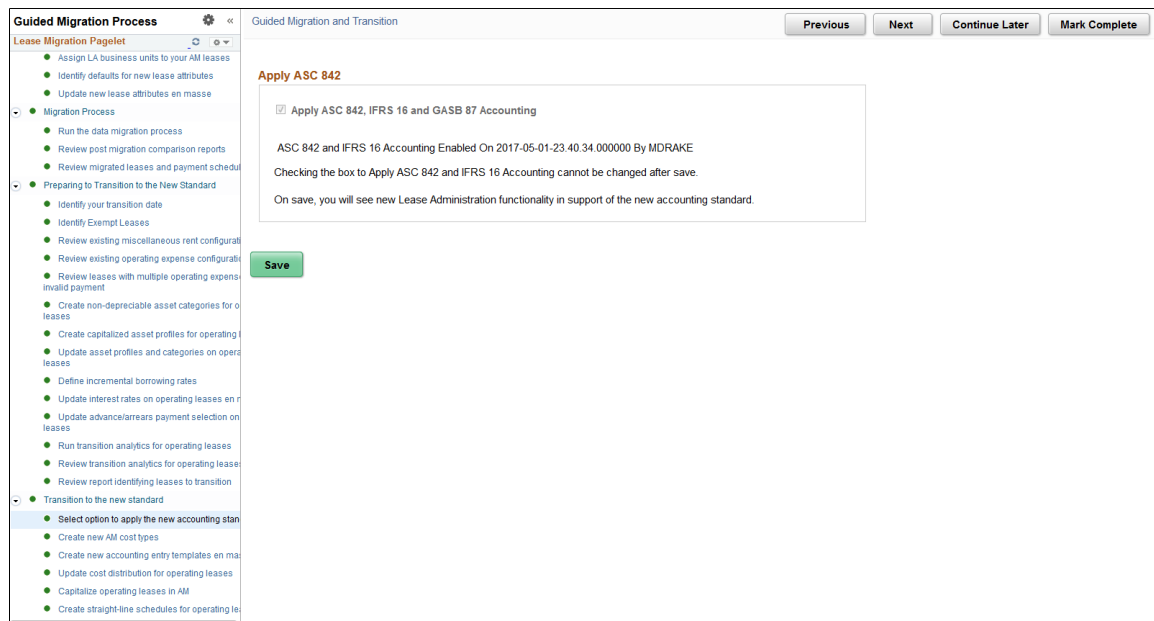 Guided Migration Process «
Lease Migration Pagelet
Assign LA business units to your AM leases
Identify defaults for new lease attributes
Update new lease attributes en masse
Migration Process
Run the data migration process
Review post migration comparison reports
Review migrated leases and payment schedul
Preparing to Transition to the New Standard
Identify your transition date
Identify Exempt Leases
Review existing miscellaneous rent configurati
Review existing operating expense configuratio
Review leases with multiple operating expense
invalid payment
Create non-depreciable asset categories for o
leases
Create capitalized asset profiles for operating l
Update asset profiles and categories on opera
leases
Define incremental borrowing rates
Update interest rates on operating leases en m
Update advance/arrears payment selection on
leases
Run transition analytics for operating leases
Review transition analytics for operating leases
Review report identifying leases to transition
Transition to the new standard
Select option to apply the new accounting stan
Create new AM cost types
Create new accounting entry templates en mas
Update cost distribution for operating leases
Capitalize operating leases in AM
Create straight-line schedules for operating lea
Guided Migration and Transition
Previous Next Continue Later Mark Complete
Apply ASC 842
Apply ASC 842, IFRS 16 and GASB 87 Accounting
ASC 842 and IFRS 16 Accounting Enabled On 2017-05-01-23.40.34.000000 By MDRAKE
Checking the box to Apply ASC 842 and IFRS 16 Accounting cannot be changed after save.
On save, you will see new Lease Administration functionality in support of the new accounting standard.
Save